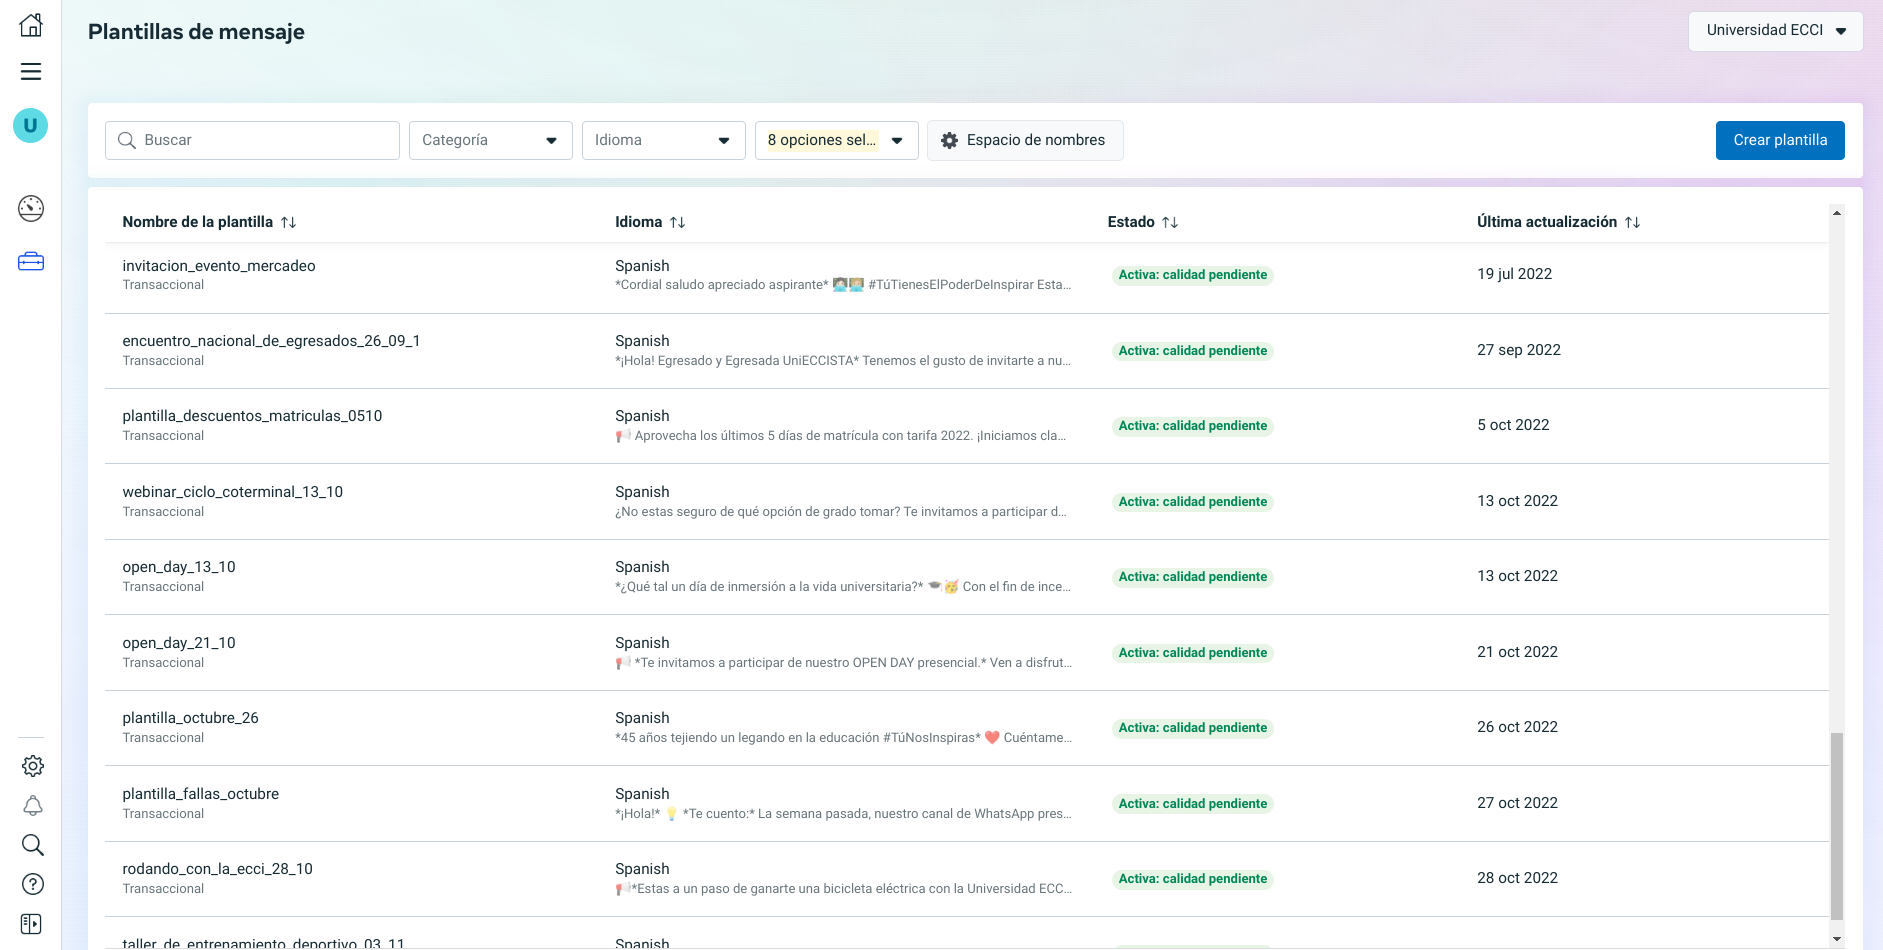 Plantillas de mensaje
Universidad ECCI
U
Buscar
Categoría
Idioma
8 opciones sel...
Espacio de nombres
Crear plantilla
Nombre de la plantilla
Idioma
Estado
Última actualización
invitacion_evento_mercadeo
Spanish
Transaccional
*Cordial saludo apreciado aspirante* 👩🏻‍💻🧑🏼‍💻 #TúTienesElPoderDeInspirar Esta...
Activa: calidad pendiente
19 jul 2022
encuentro_nacional_de_egresados_26_09_1
Spanish
Transaccional
*¡Hola! Egresado y Egresada UniECCISTA* Tenemos el gusto de invitarte a nu...
Activa: calidad pendiente
27 sep 2022
plantilla_descuentos_matriculas_0510
Spanish
Transaccional
📢 Aprovecha los últimos 5 días de matrícula con tarifa 2022. ¡Iniciamos cla...
Activa: calidad pendiente
5 oct 2022
webinar_ciclo_coterminal_13_10
Spanish
Transaccional
¿No estas seguro de qué opción de grado tomar? Te invitamos a participar d...
Activa: calidad pendiente
13 oct 2022
open_day_13_10
Spanish
Transaccional
*¿Qué tal un día de inmersión a la vida universitaria?* 🎓🥳 Con el fin de ince...
Activa: calidad pendiente
13 oct 2022
open_day_21_10
Spanish
Transaccional
📢 *Te invitamos a participar de nuestro OPEN DAY presencial.* Ven a disfrut...
Activa: calidad pendiente
21 oct 2022
plantilla_octubre_26
Spanish
Transaccional
*45 años tejiendo un legando en la educación #TúNosInspiras* ❤️ Cuéntame...
Activa: calidad pendiente
26 oct 2022
plantilla_fallas_octubre
Spanish
Transaccional
*¡Hola!* 💡 *Te cuento:* La semana pasada, nuestro canal de WhatsApp pres...
Activa: calidad pendiente
27 oct 2022
rodando_con_la_ecci_28_10
Spanish
Transaccional
📢*Estas a un paso de ganarte una bicicleta eléctrica con la Universidad ECC...
Activa: calidad pendiente
28 oct 2022
taller_de_entrenamiento_deportivo_03_11
Spanish